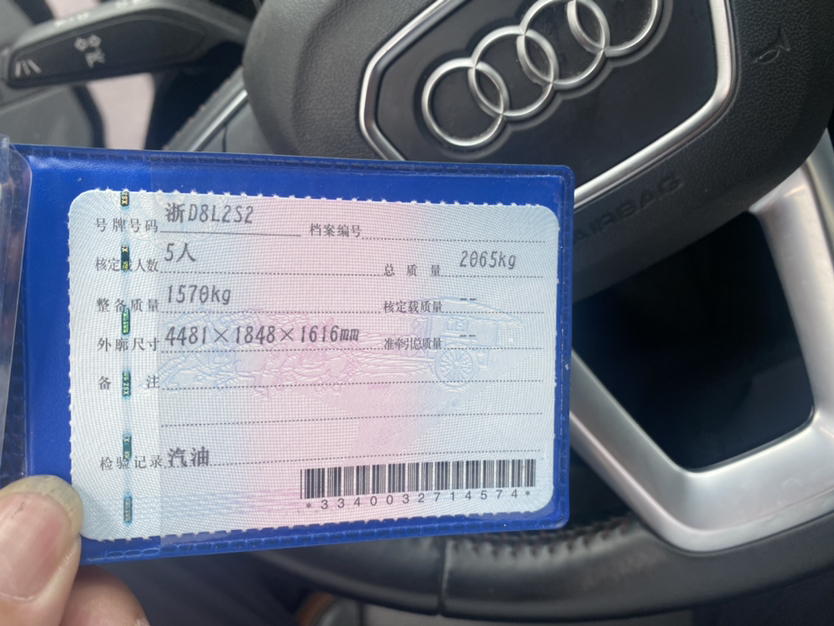 号牌号码 浙D8L2S2 档案编号
核定载人数 5人 总质量 2065kg
整备质量 1570kg 核定载质量 --
外廓尺寸 4481×1848×1616mm 准牵引总质量 --
备注
检验记录 汽油
*3340032714574*
AIRBAG